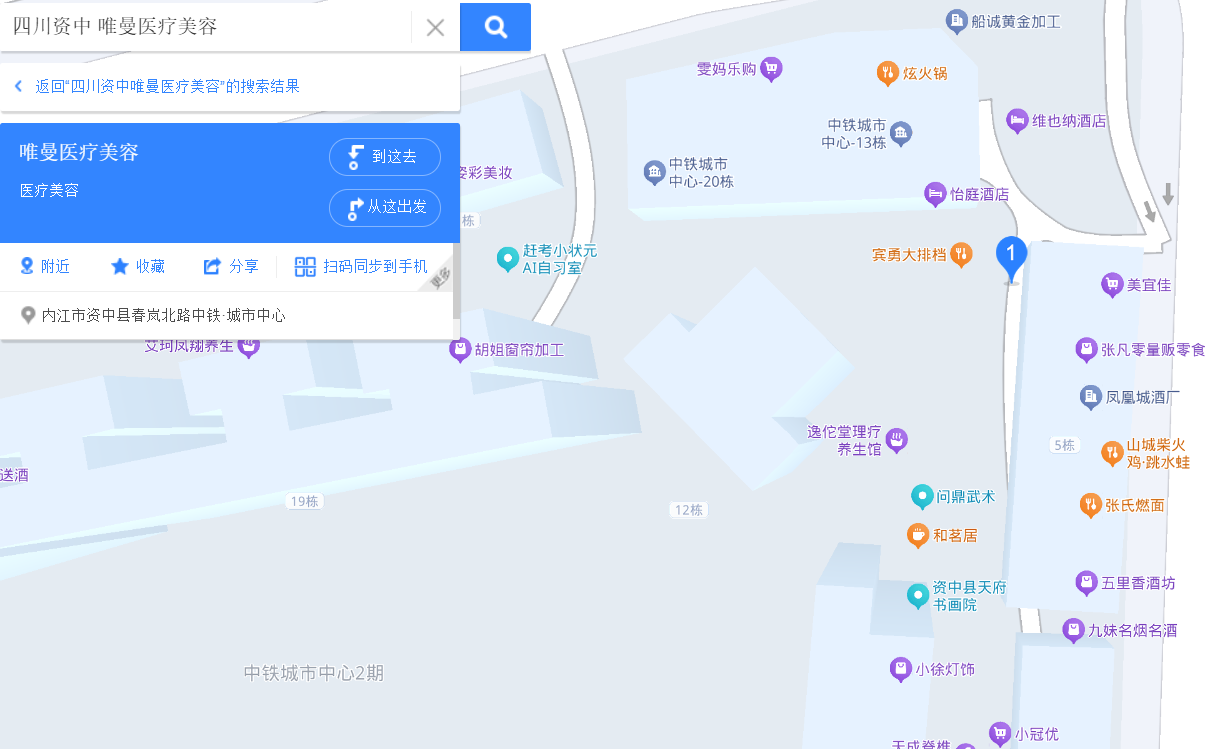 四川资中 唯曼医疗美容
返回“四川资中唯曼医疗美容”的搜索结果
唯曼医疗美容
医疗美容
到这去
从这出发
附近
收藏
分享
扫码同步到手机
更多
内江市资中县春岚北路中铁·城市中心
船诚黄金加工
雯妈乐购
炫火锅
维也纳酒店
中铁城市
中心-13栋
中铁城市
中心-20栋
姿彩美妆
怡庭酒店
栋
赶考小状元
AI自习室
宾勇大排档
1
美宜佳
艾珂凤翔养生
胡姐窗帘加工
张凡零量贩零食
凤凰城酒厂
逸佗堂理疗
养生馆
5栋
山城柴火
鸡·跳水蛙
送酒
19栋
12栋
问鼎武术
张氏燃面
和茗居
资中县天府
书画院
五里香酒坊
九妹名烟名酒
中铁城市中心2期
小徐灯饰
小冠优
天成脊椎